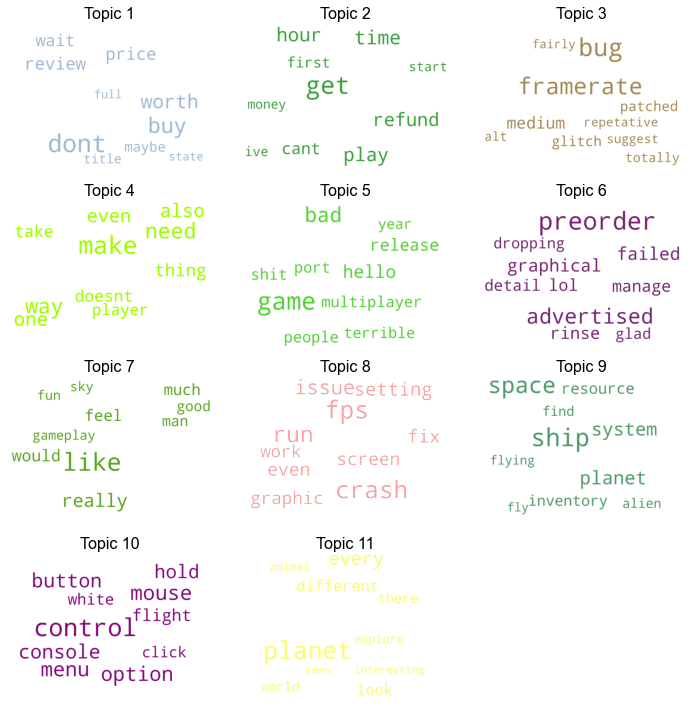 Topic 1
wait
price
review
full
worth
buy
dont
maybe
title
state
Topic 2
hour
time
first
start
get
money
refund
ive
cant
play
Topic 3
fairly
bug
framerate
patched
medium
repetative
alt
glitch
suggest
totally
Topic 4
also
even
take
need
make
thing
doesnt
way
player
one
Topic 5
bad
year
release
shit
port
hello
game
multiplayer
people
terrible
Topic 6
preorder
dropping
failed
graphical
detail
lol
manage
advertised
rinse
glad
Topic 7
sky
much
fun
good
feel
man
gameplay
would
like
really
Topic 8
issue
setting
fps
run
fix
work
screen
even
graphic
crash
Topic 9
space
resource
find
ship
system
flying
planet
inventory
fly
alien
Topic 10
hold
button
mouse
white
flight
control
console
click
menu
option
Topic 11
every
animal
different
there
explore
planet
seen
interesting
world
look